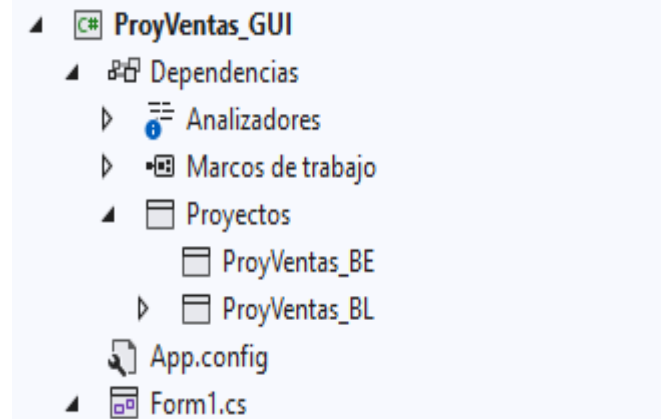 C# ProyVentas_GUI
Dependencias
Analizadores
Marcos de trabajo
Proyectos
ProyVentas_BE
ProyVentas_BL
App.config
Form1.cs